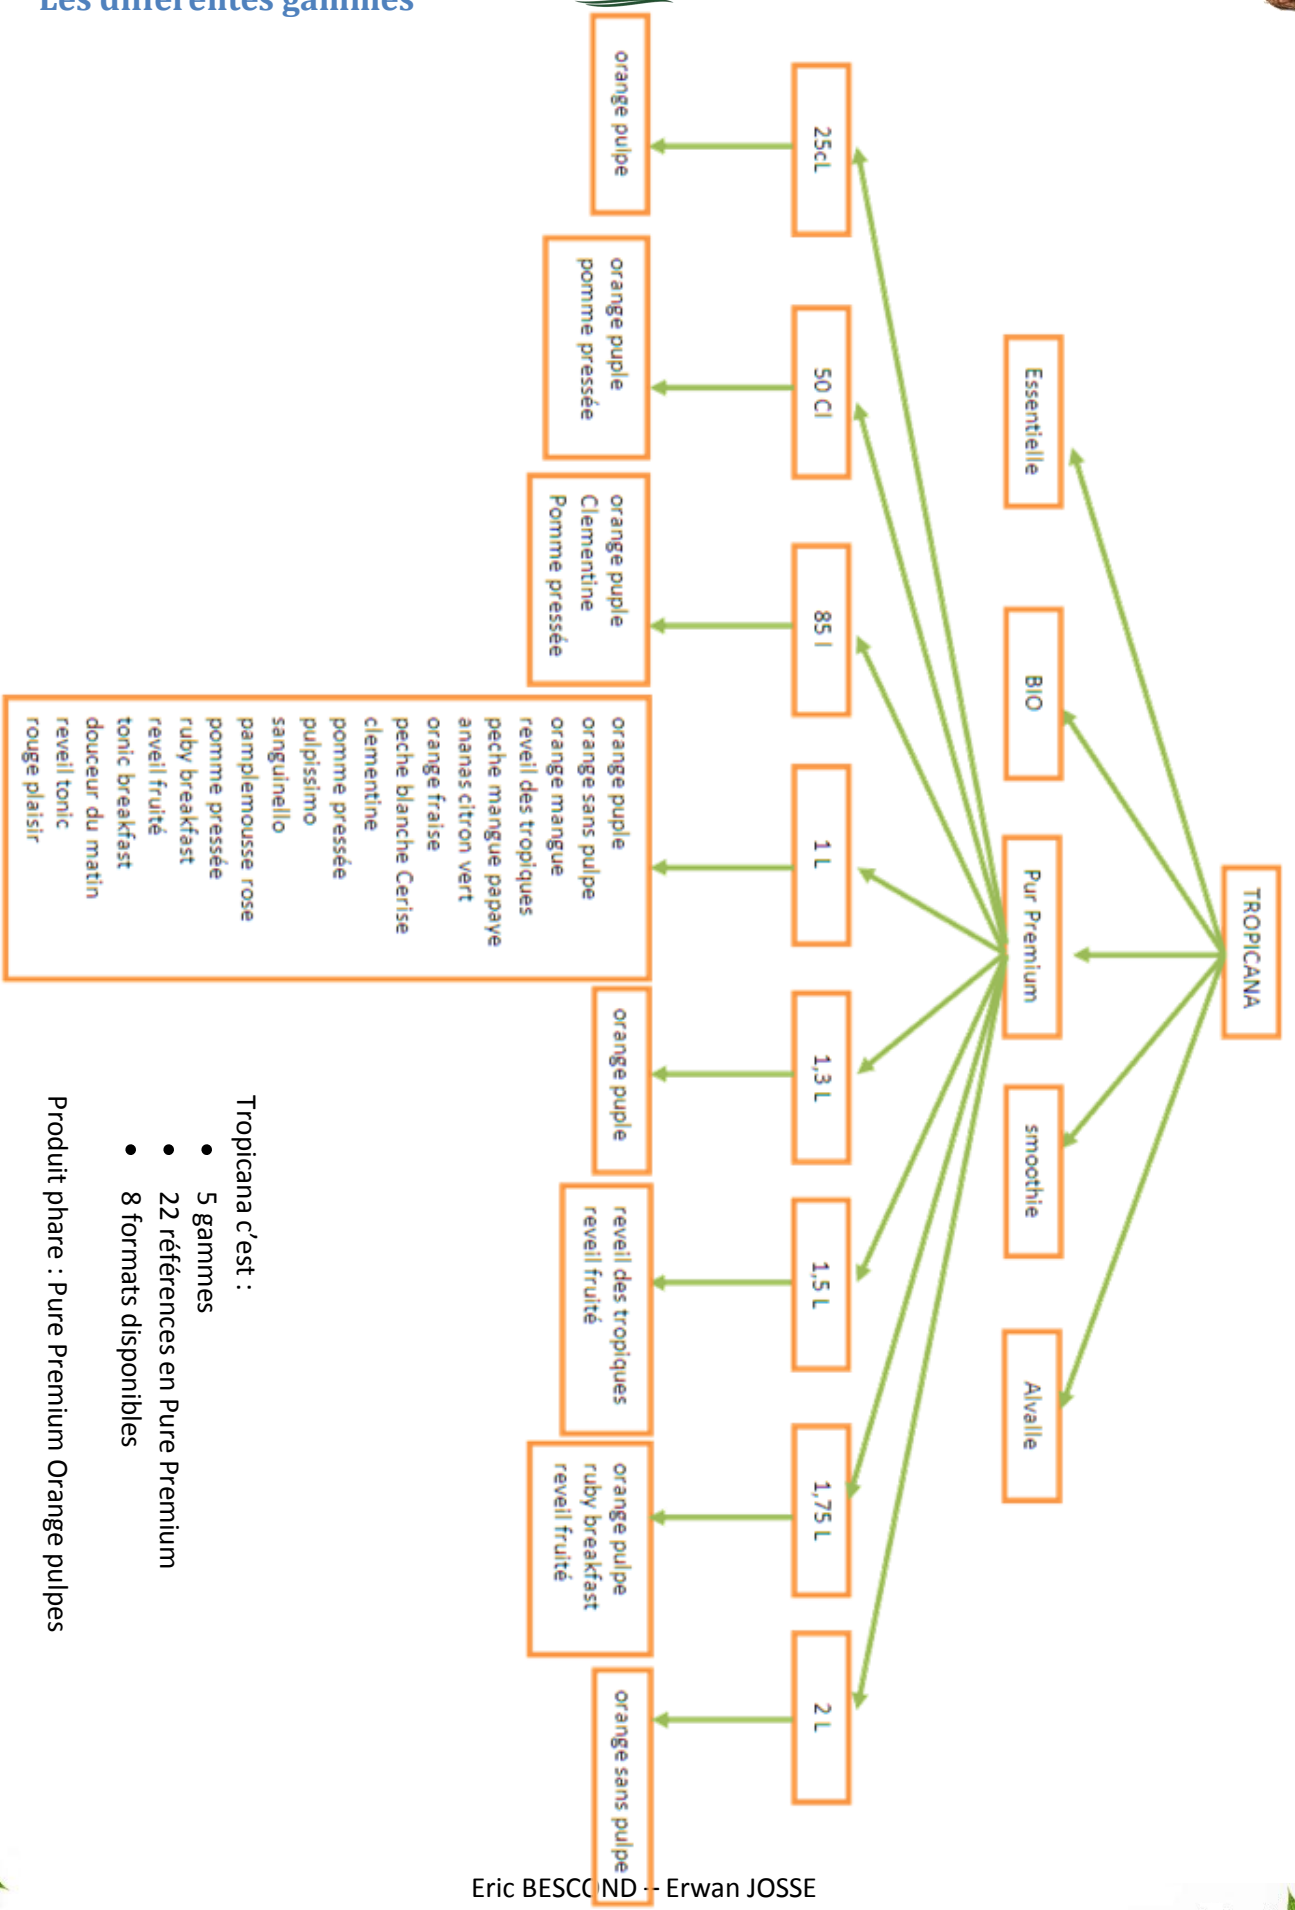 Les différentes gammes
TROPICANA
Essentielle
BIO
Pur Premium
smoothie
Alvalle
25cL
50 Cl
85 l
1 L
1,3 L
1,5 L
1,75 L
2 L
orange pulpe
orange puple
pomme pressée
orange puple
Clementine
Pomme pressée
orange puple
orange sans pulpe
orange mangue
reveil des tropiques
peche mangue papaye
ananas citron vert
orange fraise
peche blanche Cerise
clementine
pomme pressée
pulpissimo
sanguinello
pamplemousse rose
pomme pressée
ruby breakfast
reveil fruité
tonic breakfast
douceur du matin
reveil tonic
rouge plaisir
orange puple
reveil des tropiques
reveil fruité
orange pulpe
ruby breakfast
reveil fruité
orange sans pulpe
Tropicana c’est :
• 5 gammes
• 22 références en Pure Premium
• 8 formats disponibles
Produit phare : Pure Premium Orange pulpes
Eric BESCOND – Erwan JOSSE